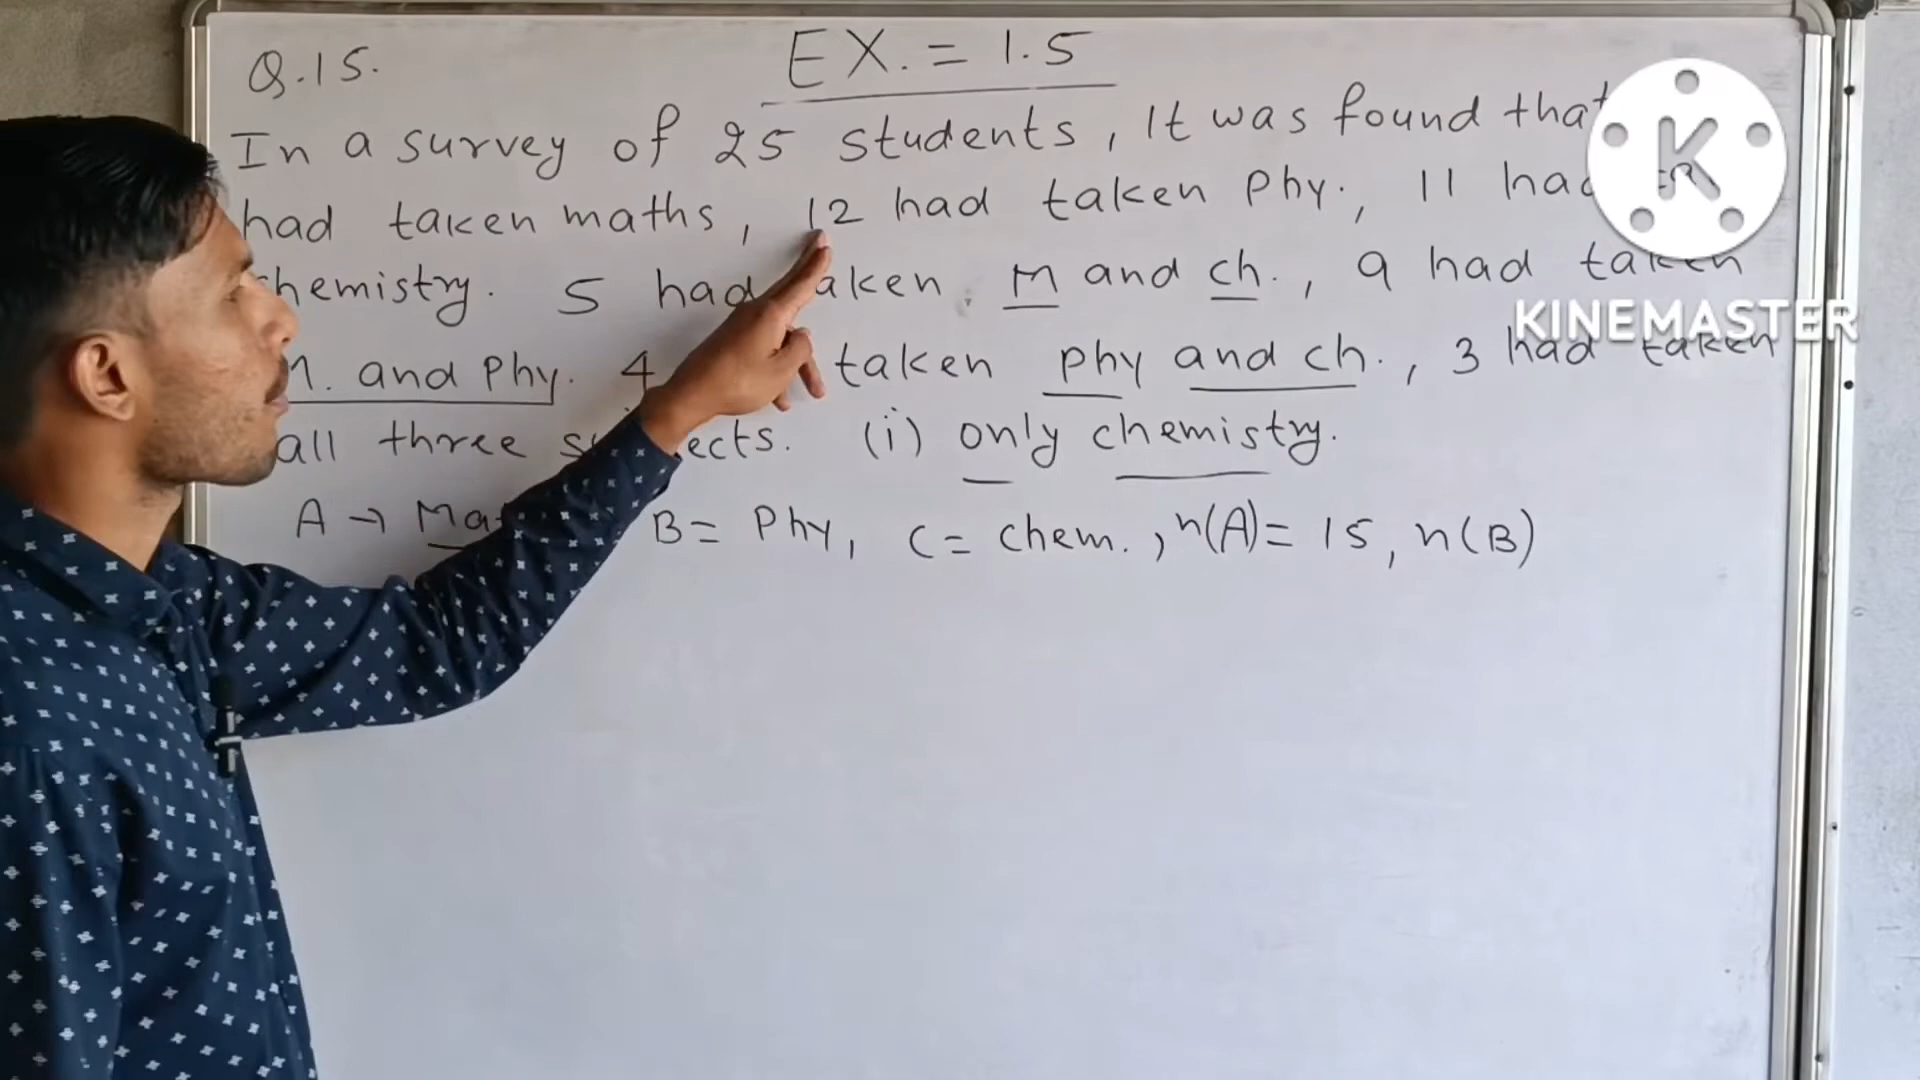 Q.15.
EX. = 1.5
In a survey of 25 students, It was found that
had taken maths, 12 had taken Phy., 11 had
chemistry. 5 had taken M and ch., 9 had taken
KINEMASTER
M. and Phy. 4 taken phy and ch., 3 had taken
all three subjects. (i) only chemistry.
A → B = Phy, C = chem., n(A) = 15, n(B)